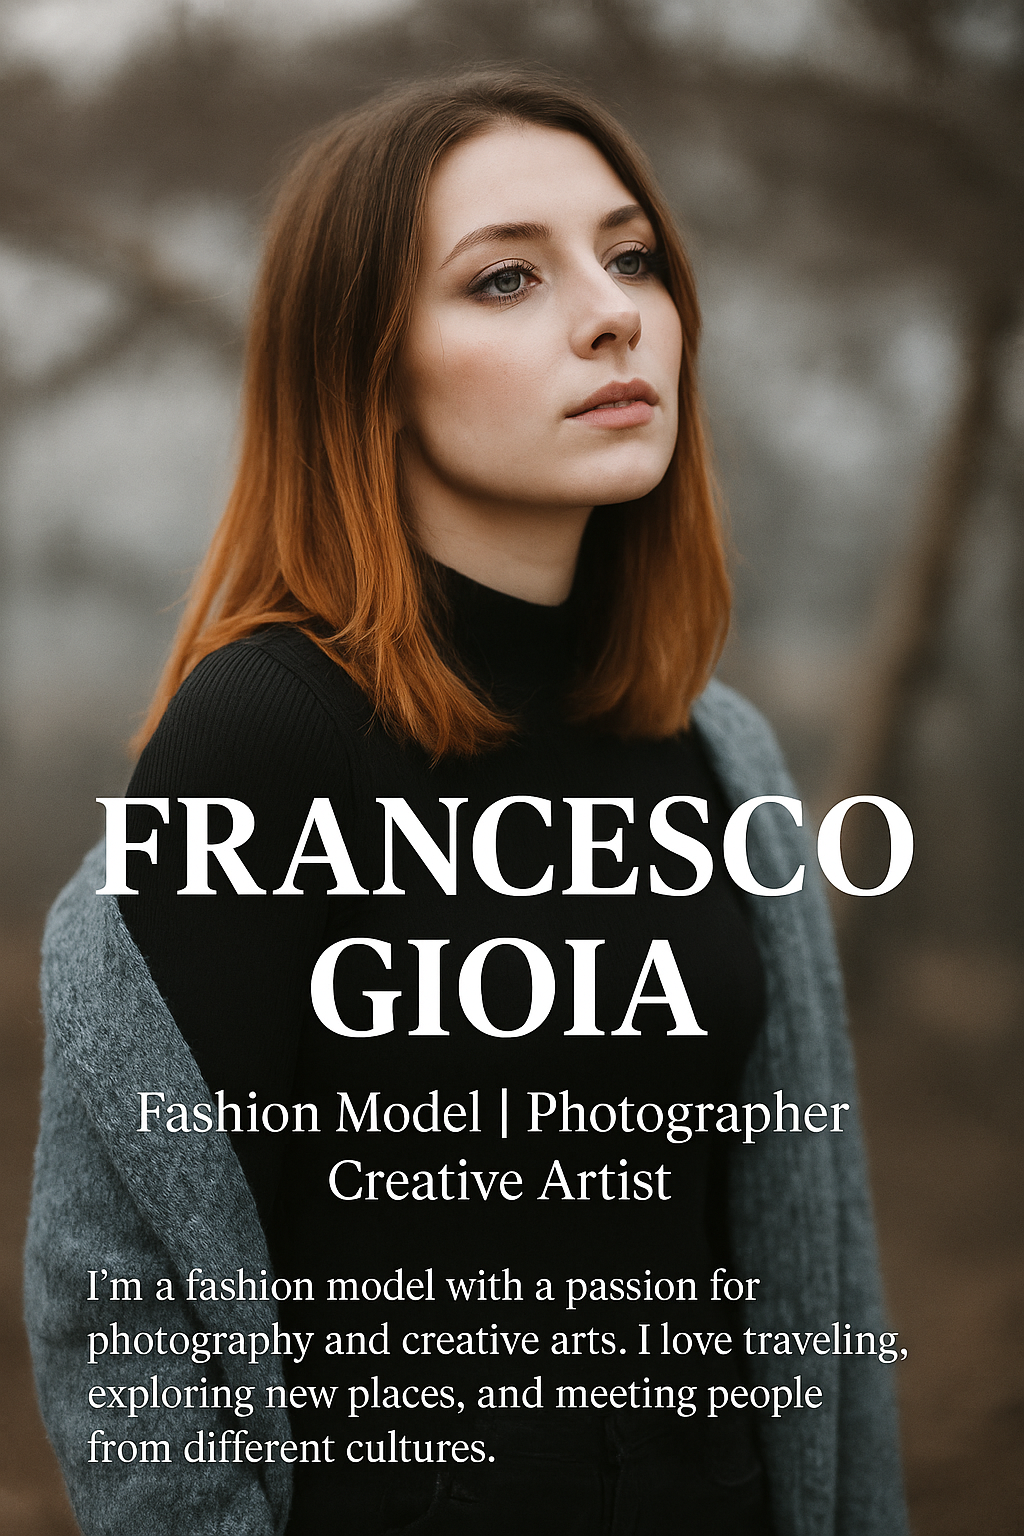 FRANCESCO
GIOIA
Fashion Model | Photographer
Creative Artist
I’m a fashion model with a passion for
photography and creative arts. I love traveling,
exploring new places, and meeting people
from different cultures.